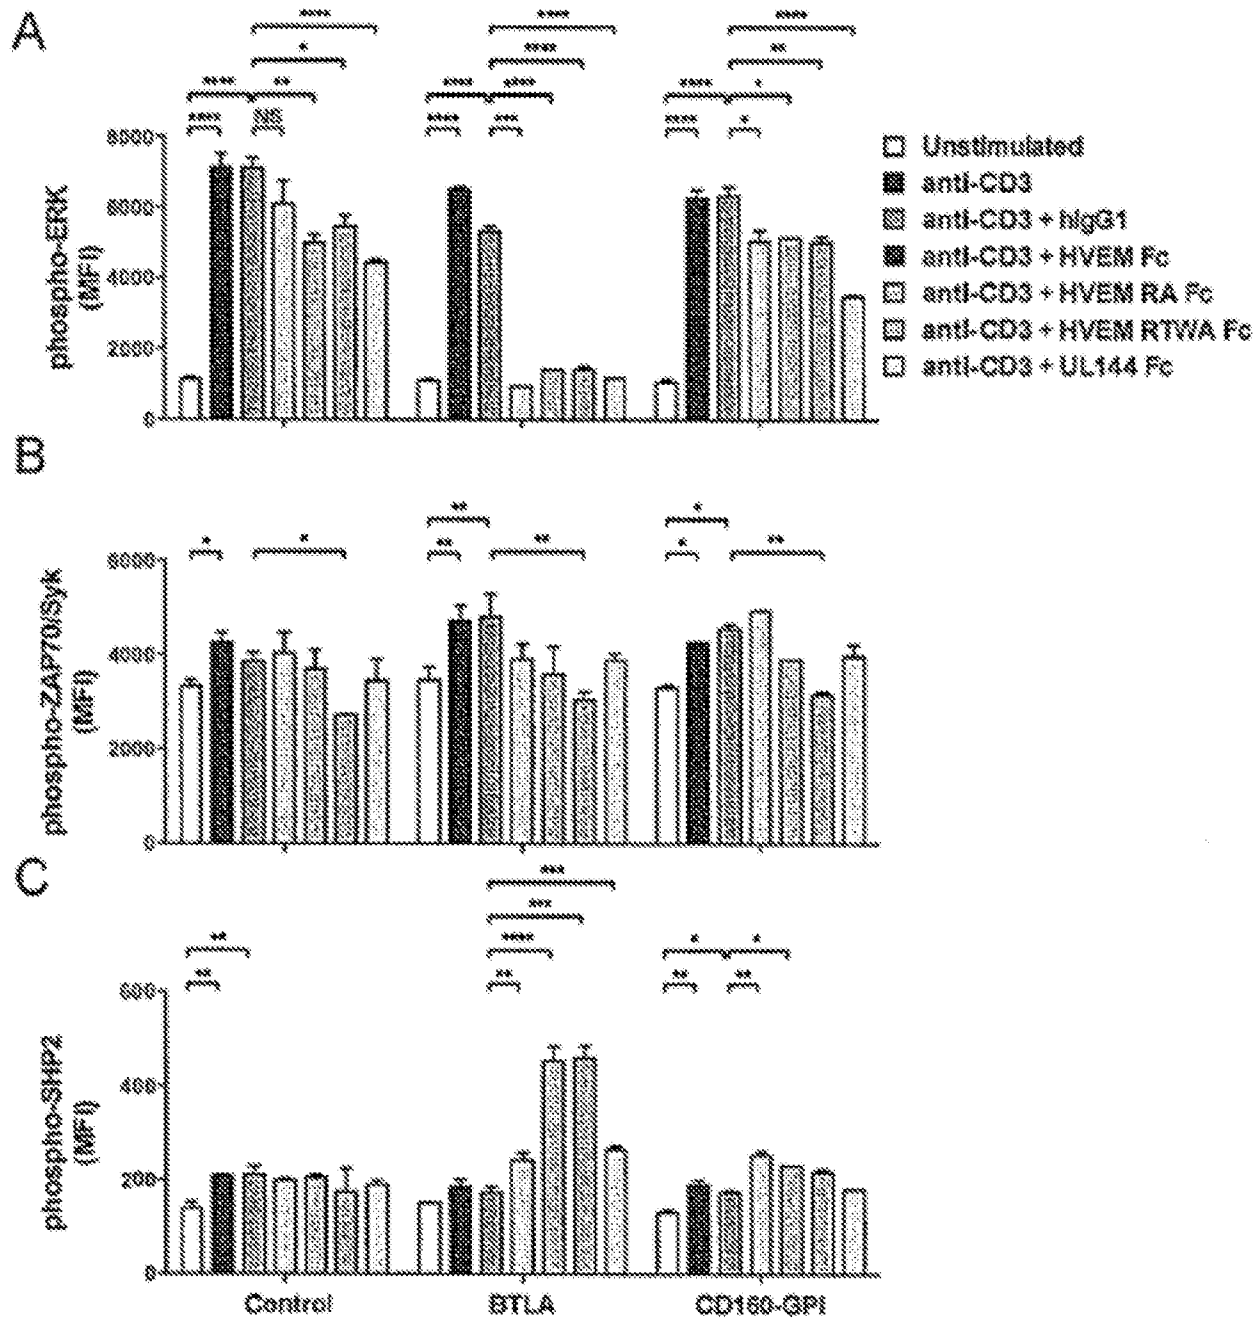 A
**** **** ****
* **** **
**** ** **** **** **** *
**** NS **** *** **** *
8000
6000
4000
2000
0
phospho-ERK
(MFI)
Unstimulated
anti-CD3
anti-CD3 + hIgG1
anti-CD3 + HVEM Fc
anti-CD3 + HVEM RA Fc
anti-CD3 + HVEM RTWA Fc
anti-CD3 + UL144 Fc
B
** *
* * ** ** * **
6000
4000
2000
0
phospho-ZAP70/Syk
(MFI)
C
***
***
** **** * *
** ** ** **
600
400
200
0
phospho-SHP2
(MFI)
Control BTLA CD160-GPI